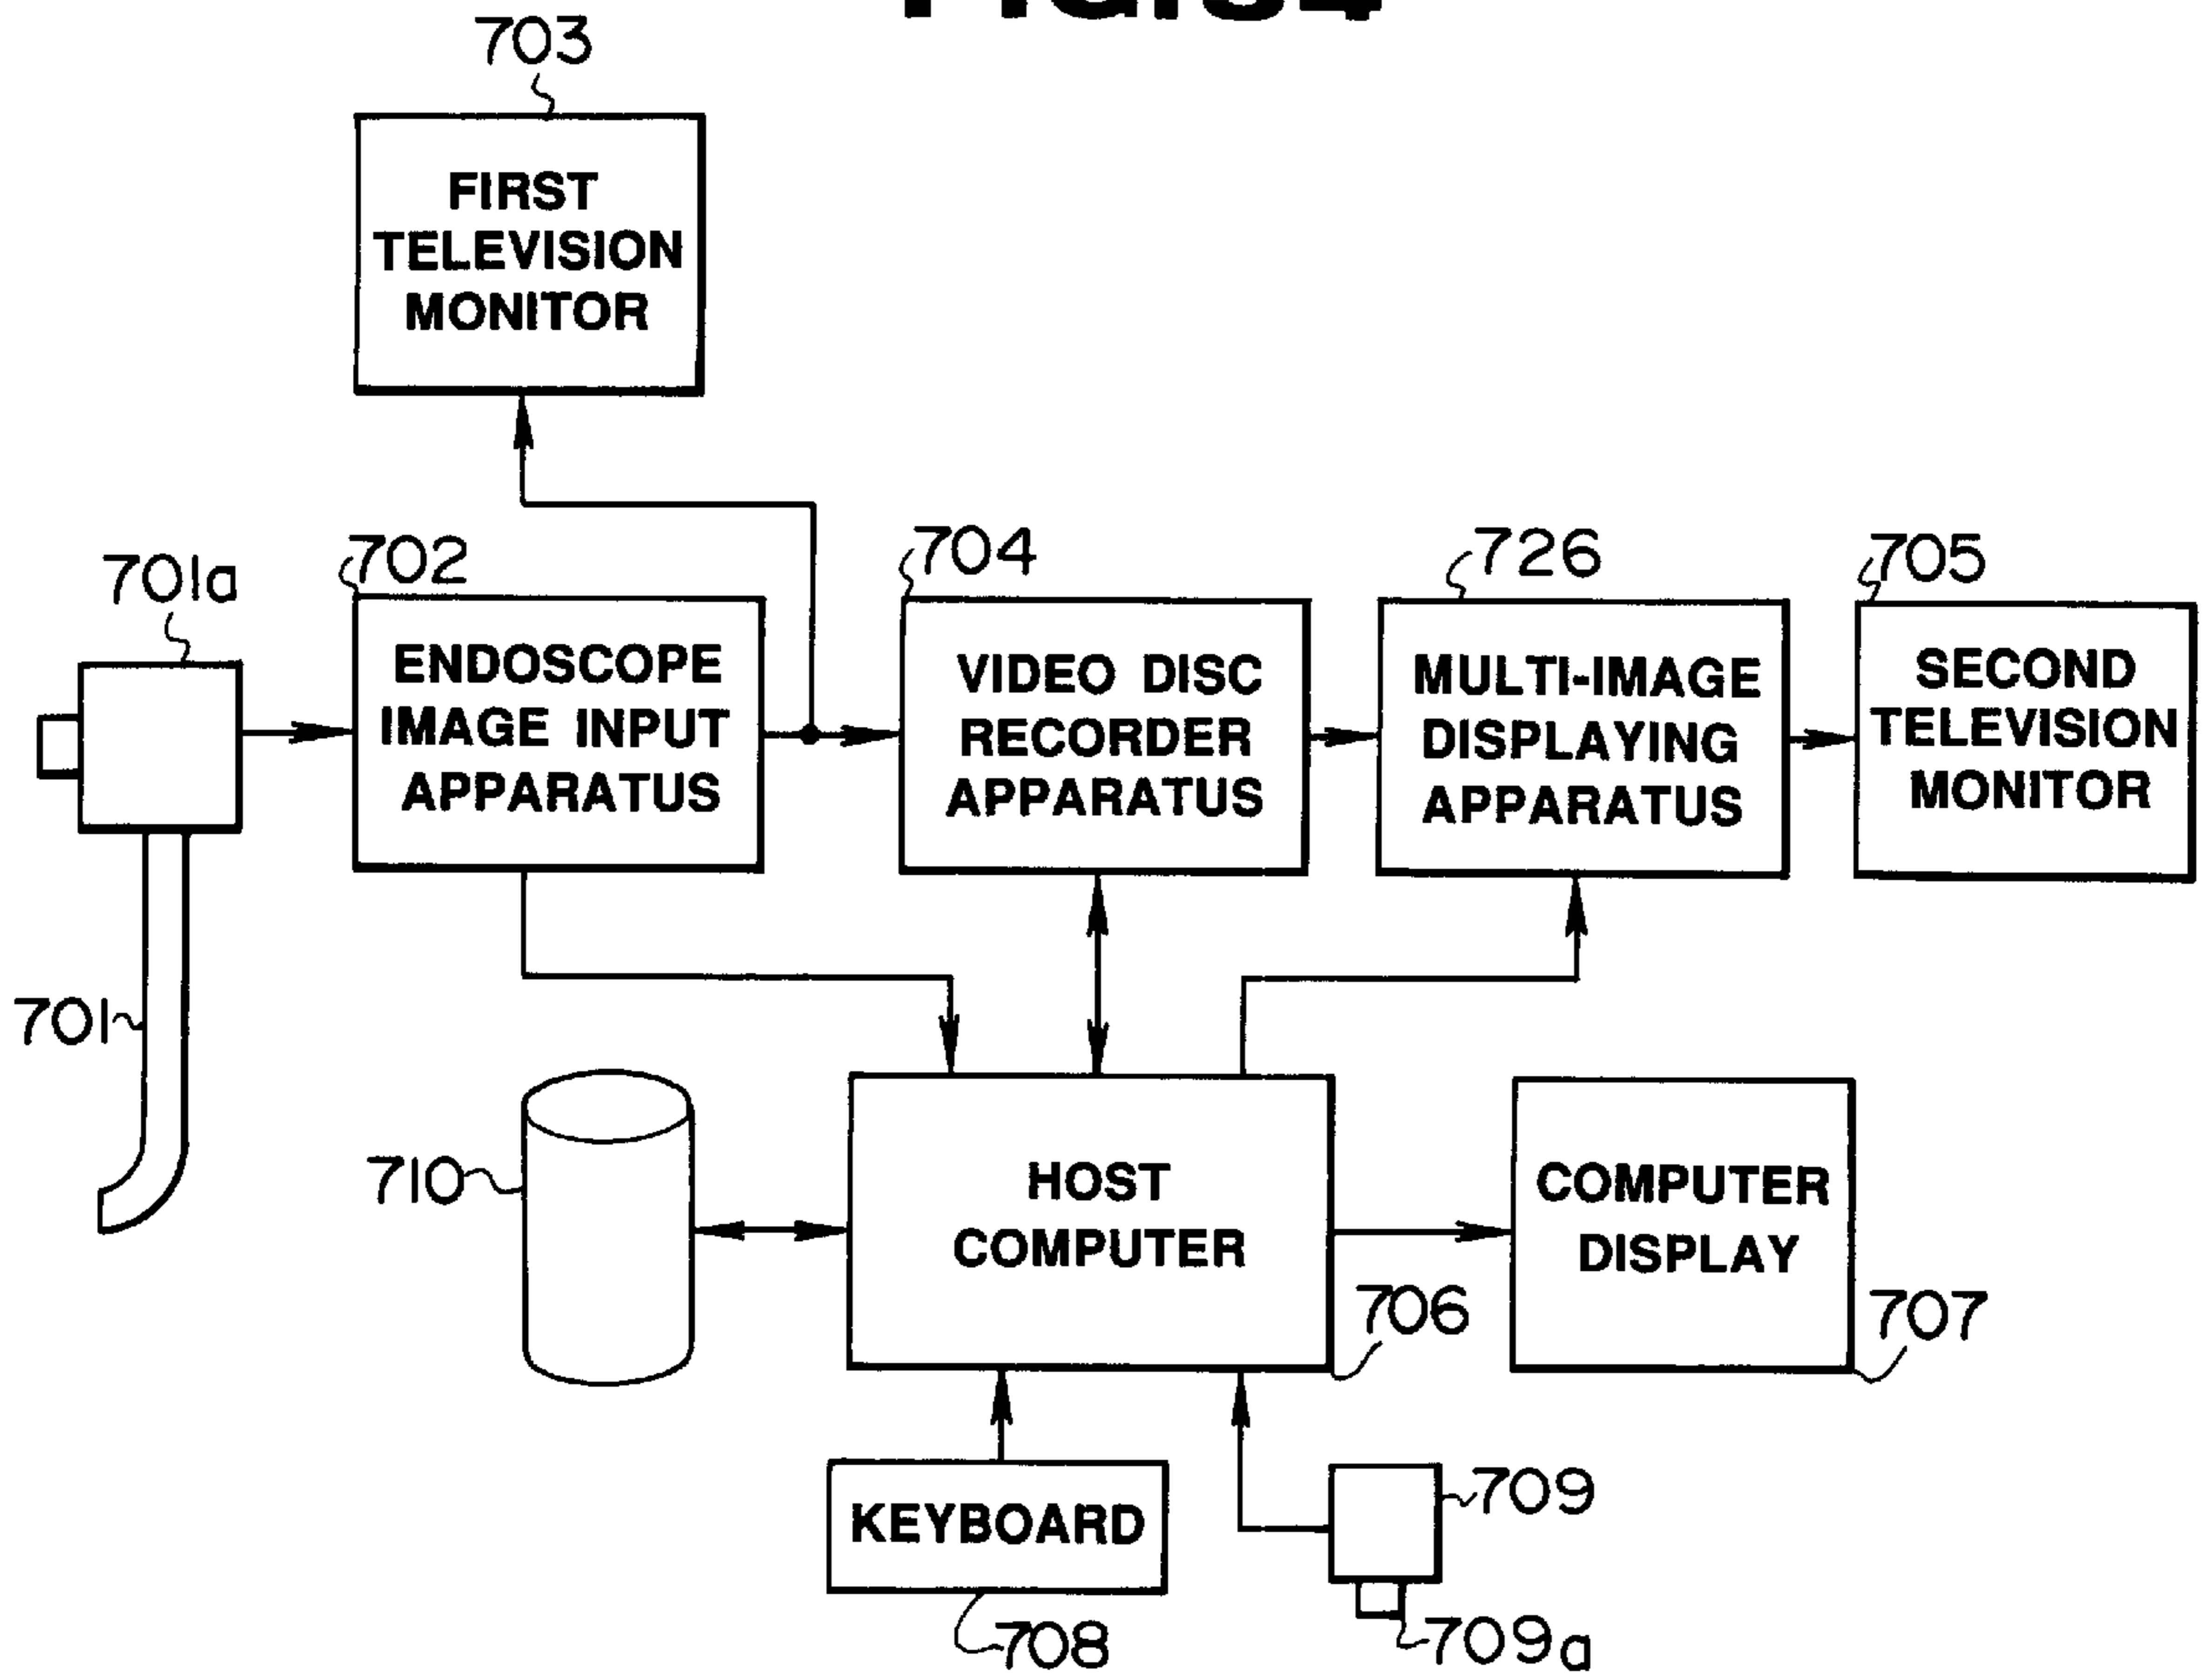 703
FIRST
TELEVISION
MONITOR
701a
702
704
726
705
ENDOSCOPE
IMAGE INPUT
APPARATUS
VIDEO DISC
RECORDER
APPARATUS
MULTI-IMAGE
DISPLAYING
APPARATUS
SECOND
TELEVISION
MONITOR
701
710
HOST
COMPUTER
COMPUTER
DISPLAY
706
707
KEYBOARD
709
708
709a